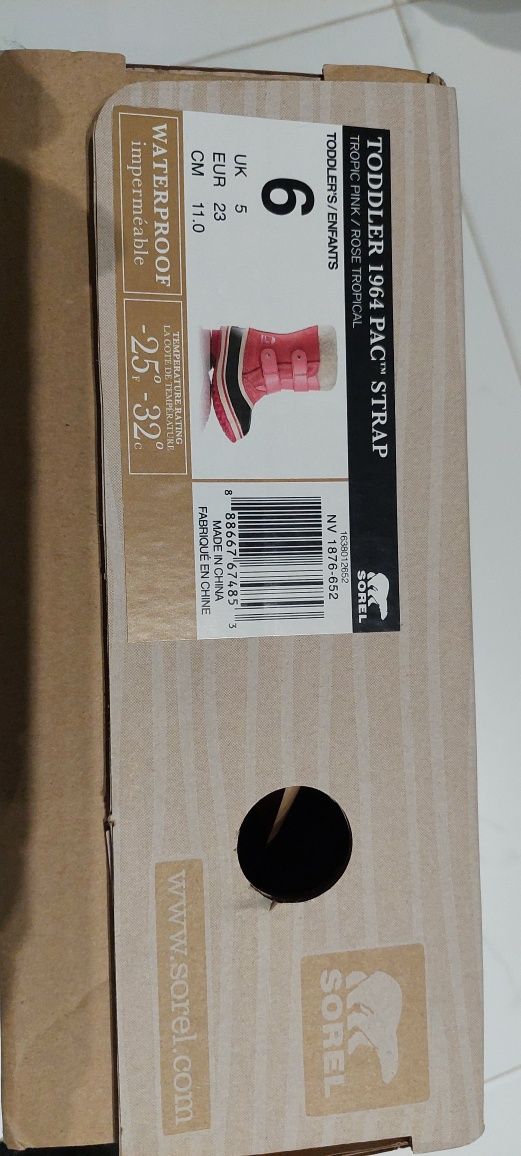 TODDLER 1964 PAC™ STRAP
TROPIC PINK / ROSE TROPICAL
SOREL
TODDLER'S/ENFANTS
6
UK 5
EUR 23
CM 11.0
1638012652
NV 1876-652
8 88667 67485 3
MADE IN CHINA
FABRIQUÉ EN CHINE
WATERPROOF
imperméable
TEMPERATURE RATING
LA COTE DE TEMPÉRATURE
-25°F -32°C
SOREL
www.sorel.com